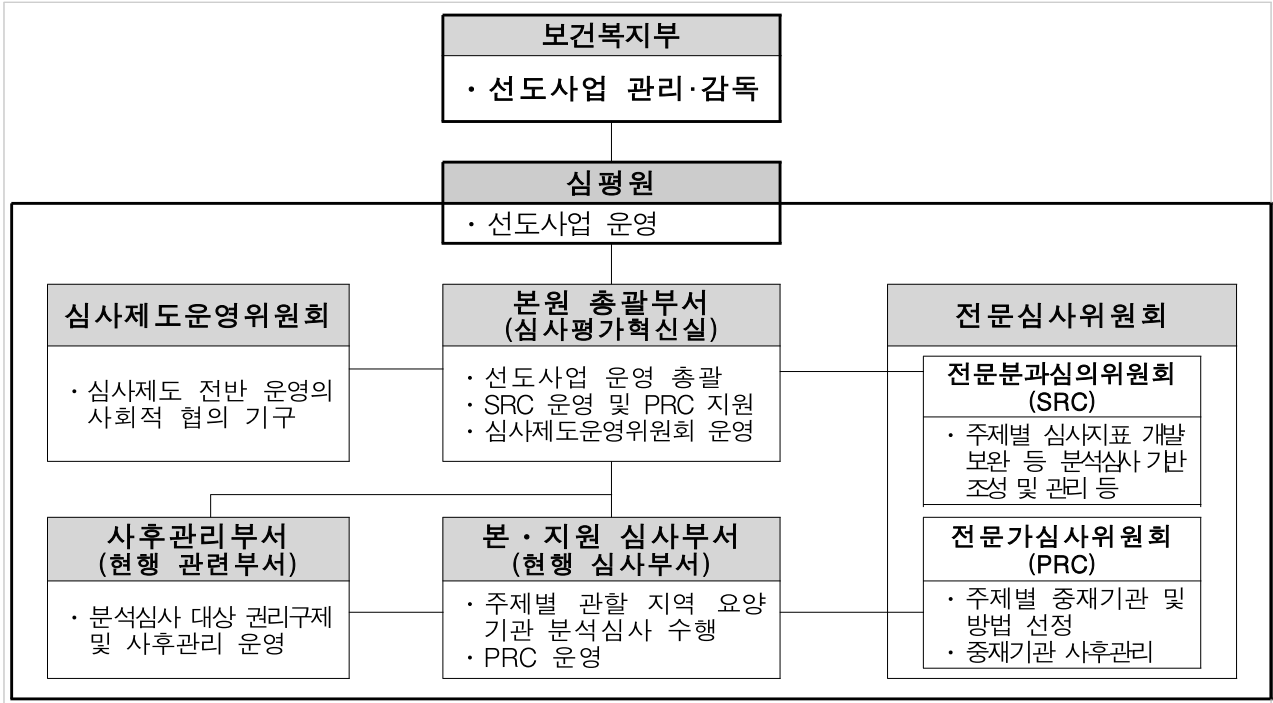 보건복지부
· 선도사업 관리·감독
심평원
· 선도사업 운영
심사제도운영위원회
· 심사제도 전반 운영의
사회적 협의 기구
본원 총괄부서
(심사평가혁신실)
· 선도사업 운영 총괄
· SRC 운영 및 PRC 지원
· 심사제도운영위원회 운영
전문심사위원회
전문분과심의위원회
(SRC)
· 주제별 심사지표 개발
보완 등 분석심사 기반
조성 및 관리 등
사후관리부서
(현행 관련부서)
· 분석심사 대상 권리구제
및 사후관리 운영
본·지원 심사부서
(현행 심사부서)
· 주제별 관할 지역 요양
기관 분석심사 수행
· PRC 운영
전문가심사위원회
(PRC)
· 주제별 중재기관 및
방법 선정
· 중재기관 사후관리